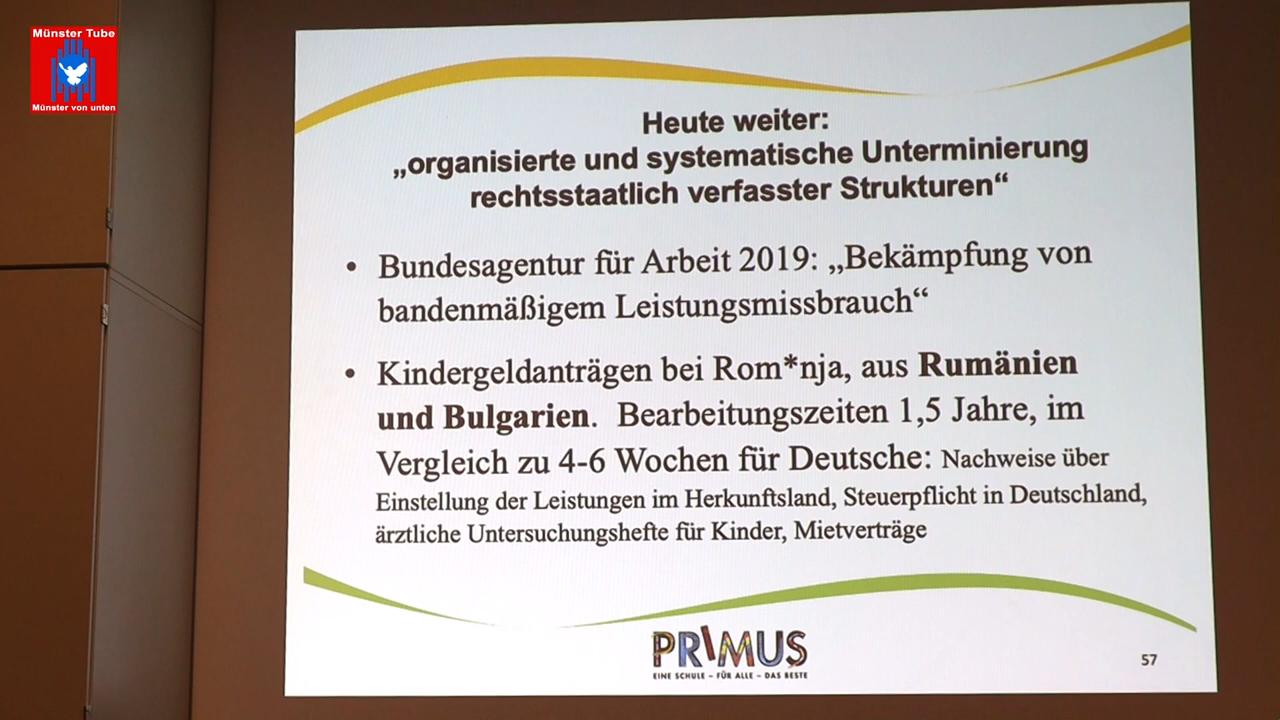 Münster Tube
Münster von unten
Heute weiter:
„organisierte und systematische Unterminierung
rechtsstaatlich verfasster Strukturen“
• Bundesagentur für Arbeit 2019: „Bekämpfung von
bandenmäßigem Leistungsmissbrauch“
• Kindergeldanträgen bei Rom*nja, aus Rumänien
und Bulgarien. Bearbeitungszeiten 1,5 Jahre, im
Vergleich zu 4-6 Wochen für Deutsche: Nachweise über
Einstellung der Leistungen im Herkunftsland, Steuerpflicht in Deutschland,
ärztliche Untersuchungshefte für Kinder, Mietverträge
PRIMUS
EINE SCHULE – FÜR ALLE – DAS BESTE
57